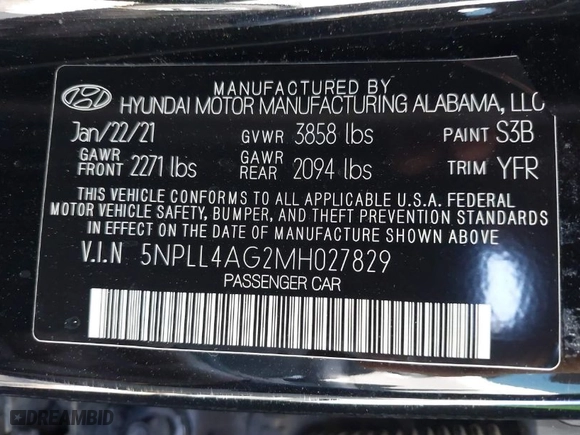 MANUFACTURED BY
HYUNDAI MOTOR MANUFACTURING ALABAMA, LLC
Jan/22/21 GVWR 3858 lbs PAINT S3B
GAWR FRONT 2271 lbs GAWR REAR 2094 lbs TRIM YFR
THIS VEHICLE CONFORMS TO ALL APPLICABLE U.S.A. FEDERAL
MOTOR VEHICLE SAFETY, BUMPER, AND THEFT PREVENTION STANDARDS
IN EFFECT ON THE DATE OF MANUFACTURE SHOWN ABOVE
V.I.N 5NPLL4AG2MH027829
PASSENGER CAR
DREAMBID